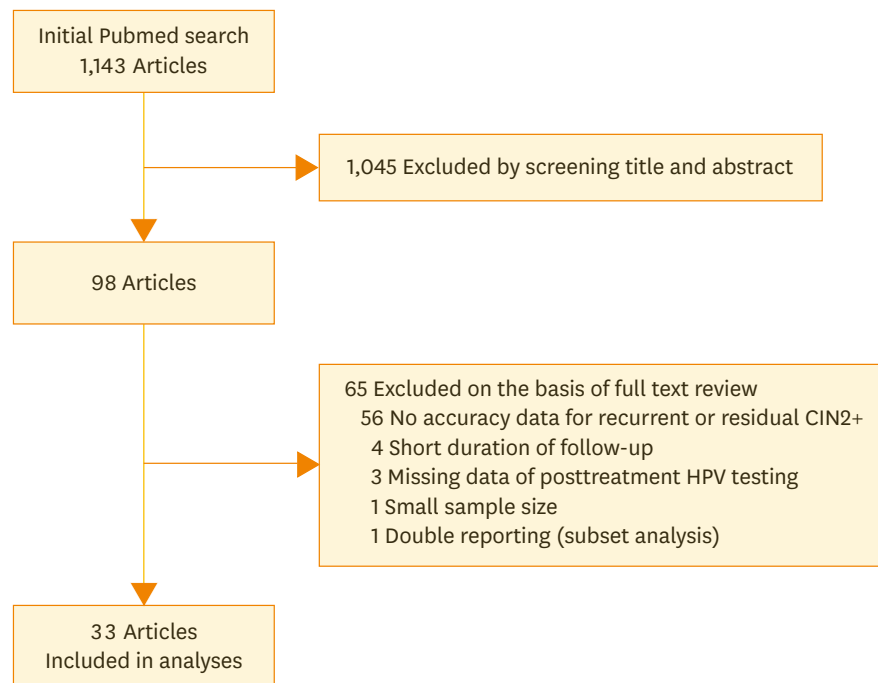 Initial Pubmed search
1,143 Articles
1,045 Excluded by screening title and abstract
98 Articles
65 Excluded on the basis of full text review
56 No accuracy data for recurrent or residual CIN2+
4 Short duration of follow-up
3 Missing data of posttreatment HPV testing
1 Small sample size
1 Double reporting (subset analysis)
33 Articles
Included in analyses